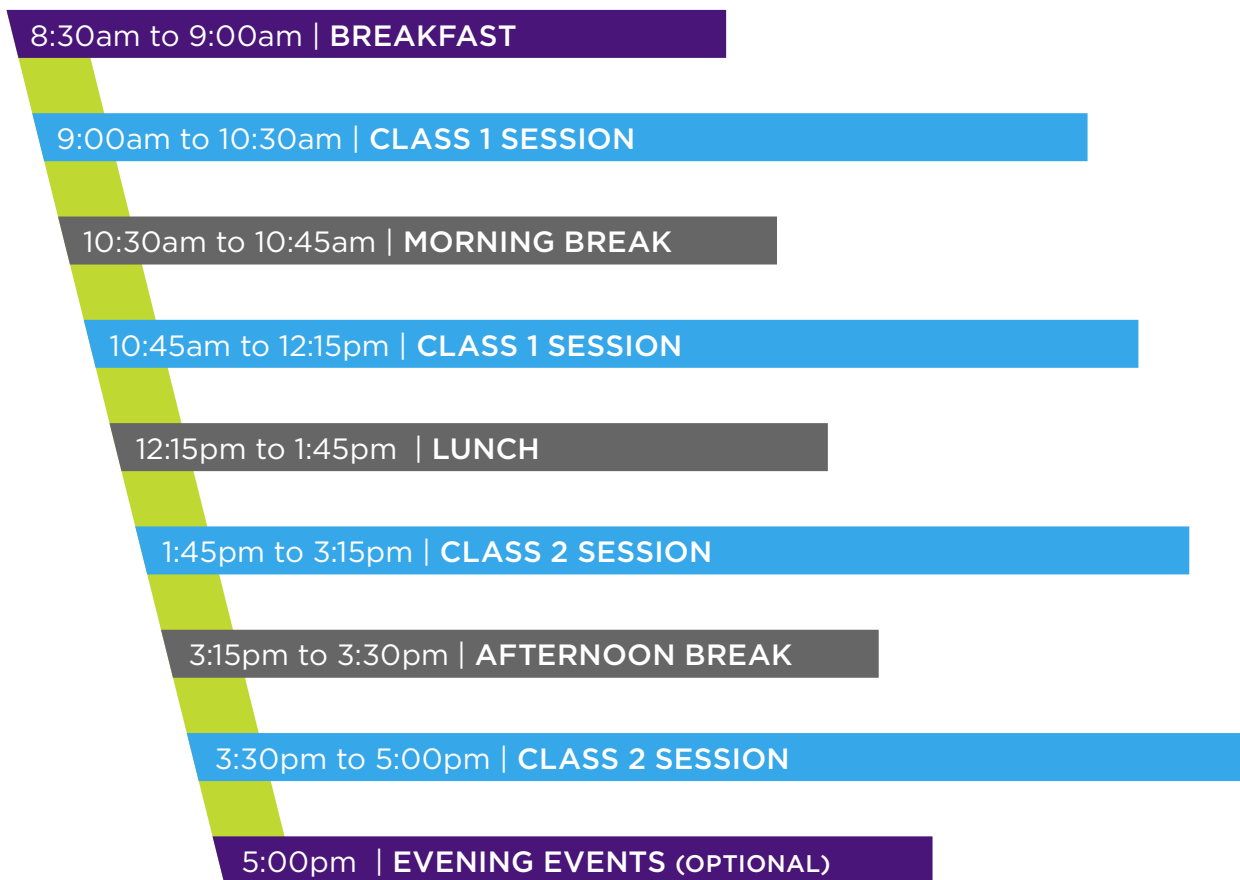 8:30am to 9:00am | BREAKFAST
9:00am to 10:30am | CLASS 1 SESSION
10:30am to 10:45am | MORNING BREAK
10:45am to 12:15pm | CLASS 1 SESSION
12:15pm to 1:45pm | LUNCH
1:45pm to 3:15pm | CLASS 2 SESSION
3:15pm to 3:30pm | AFTERNOON BREAK
3:30pm to 5:00pm | CLASS 2 SESSION
5:00pm | EVENING EVENTS (OPTIONAL)